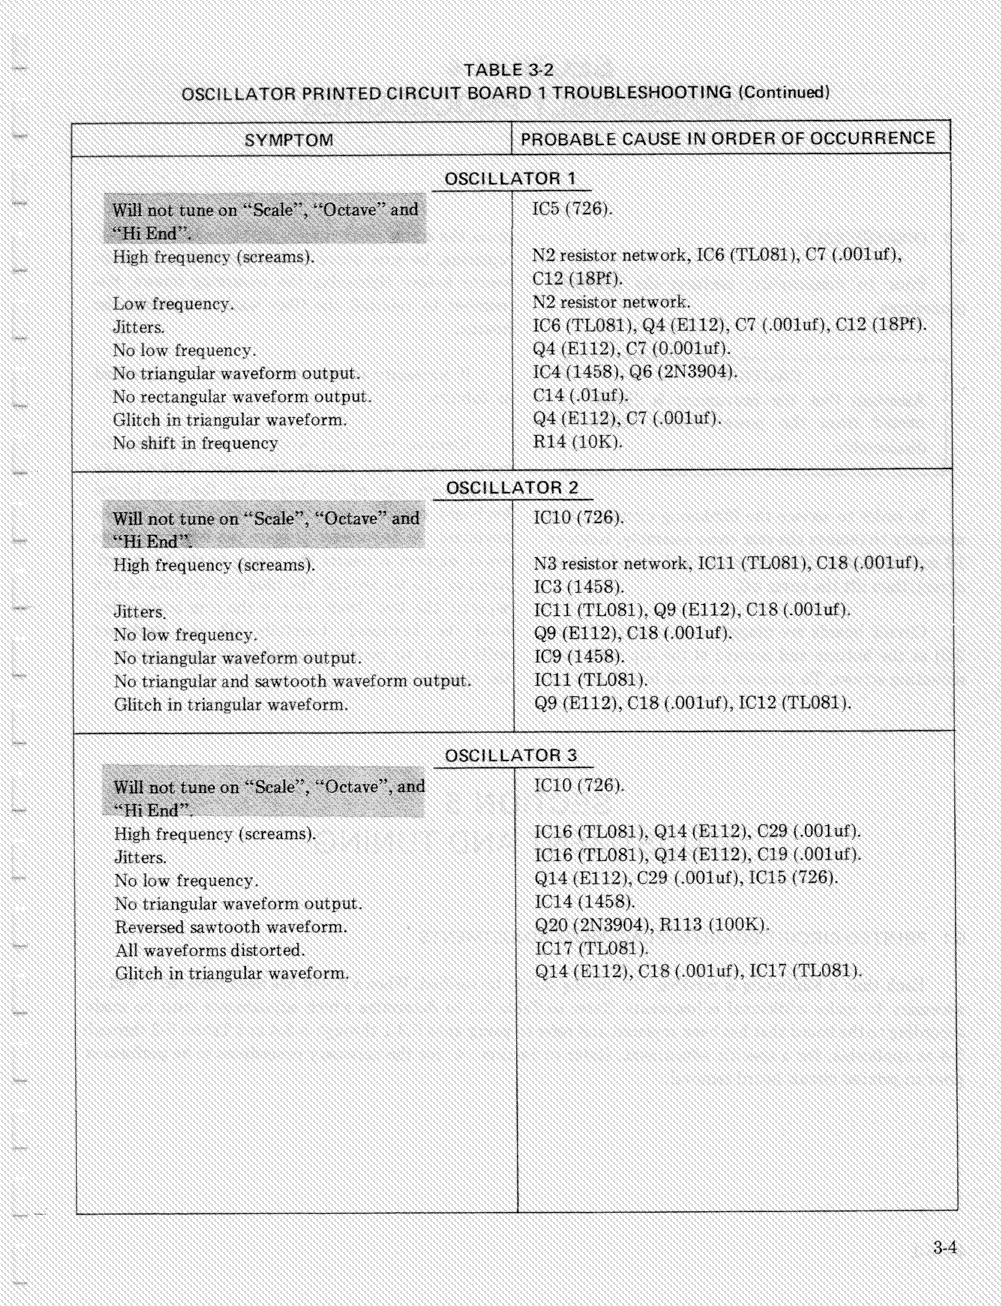 TABLE 3-2
OSCILLATOR PRINTED CIRCUIT BOARD 1 TROUBLESHOOTING (Continued)
SYMPTOM PROBABLE CAUSE IN ORDER OF OCCURRENCE
OSCILLATOR 1
Will not tune on “Scale”, “Octave” and IC5 (726).
“Hi End”.
High frequency (screams). N2 resistor network, IC6 (TL081), C7 (.001uf),
C12 (18Pf).
Low frequency. N2 resistor network.
Jitters. IC6 (TL081), Q4 (E112), C7 (.001uf), C12 (18Pf).
No low frequency. Q4 (E112), C7 (0.001uf).
No triangular waveform output. IC4 (1458), Q6 (2N3904).
No rectangular waveform output. C14 (.01uf).
Glitch in triangular waveform. Q4 (E112), C7 (.001uf).
No shift in frequency R14 (10K).
OSCILLATOR 2
Will not tune on “Scale”, “Octave” and IC10 (726).
“Hi End”.
High frequency (screams). N3 resistor network, IC11 (TL081), C18 (.001uf),
IC3 (1458).
Jitters. IC11 (TL081), Q9 (E112), C18 (.001uf).
No low frequency. Q9 (E112), C18 (.001uf).
No triangular waveform output. IC9 (1458).
No triangular and sawtooth waveform output. IC11 (TL081).
Glitch in triangular waveform. Q9 (E112), C18 (.001uf), IC12 (TL081).
OSCILLATOR 3
Will not tune on “Scale”, “Octave”, and IC10 (726).
“Hi End”.
High frequency (screams). IC16 (TL081), Q14 (E112), C29 (.001uf).
Jitters. IC16 (TL081), Q14 (E112), C19 (.001uf).
No low frequency. Q14 (E112), C29 (.001uf), IC15 (726).
No triangular waveform output. IC14 (1458).
Reversed sawtooth waveform. Q20 (2N3904), R113 (100K).
All waveforms distorted. IC17 (TL081).
Glitch in triangular waveform. Q14 (E112), C18 (.001uf), IC17 (TL081).
3-4